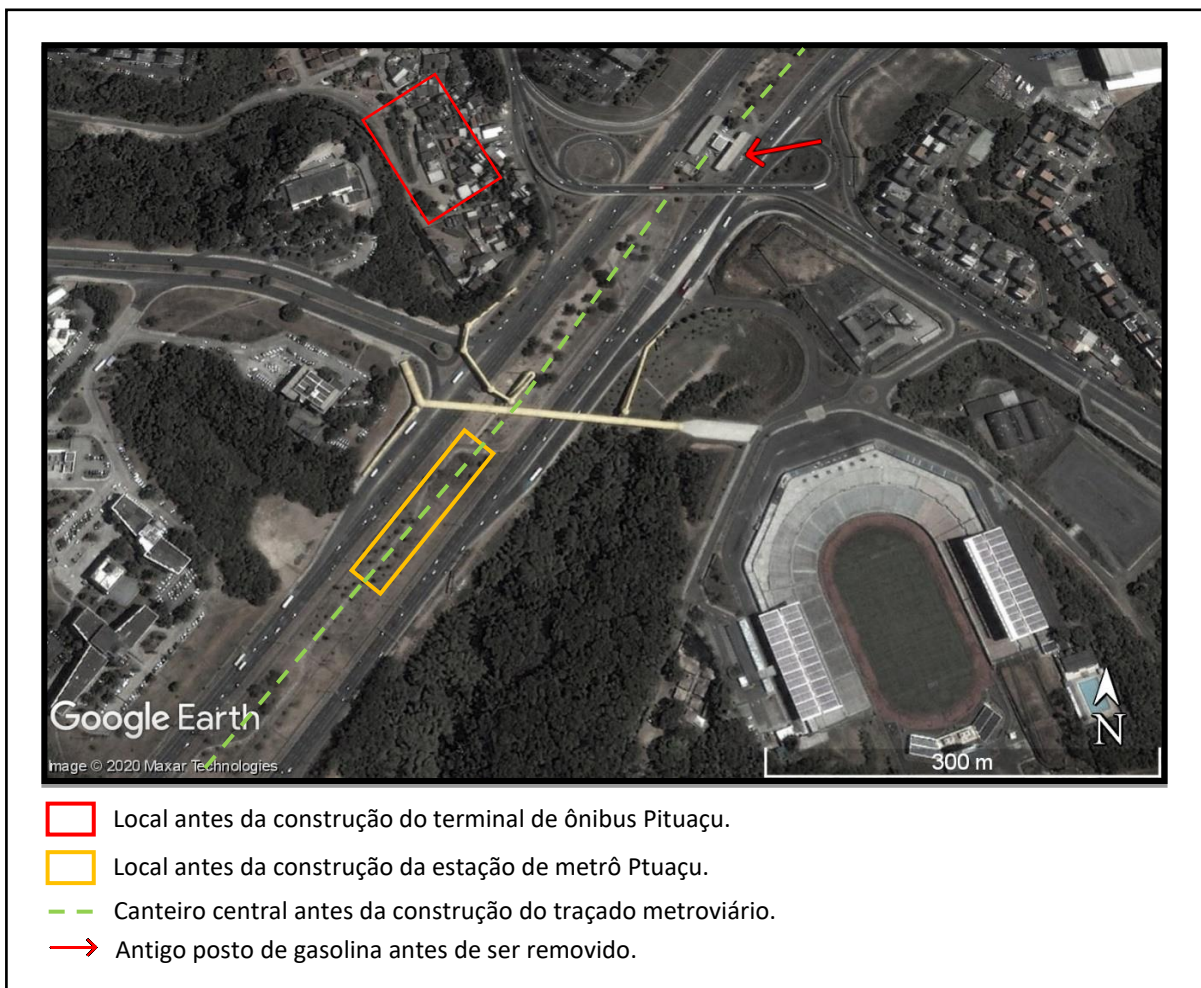 Google Earth
Image © 2020 Maxar Technologies
N
300 m
Local antes da construção do terminal de ônibus Pituaçu.
Local antes da construção da estação de metrô Ptuaçu.
Canteiro central antes da construção do traçado metroviário.
Antigo posto de gasolina antes de ser removido.